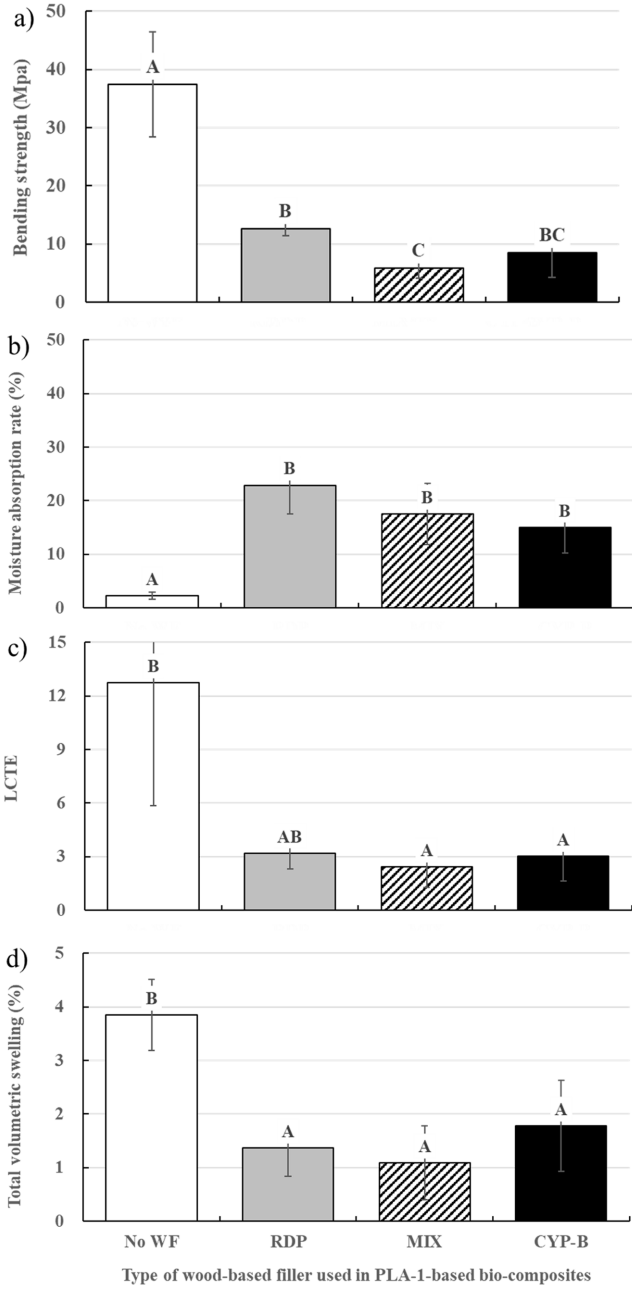 a)
Bending strength (Mpa)
50
40
30
20
10
0
A
B
C
BC
b)
Moisture absorption rate (%)
50
40
30
20
10
0
A
B
B
B
c)
LCTE
15
12
9
6
3
0
B
AB
A
A
d)
Total volumetric swelling (%)
5
4
3
2
1
0
B
A
A
A
No WF RDP MIX CYP-B
Type of wood-based filler used in PLA-1-based bio-composites